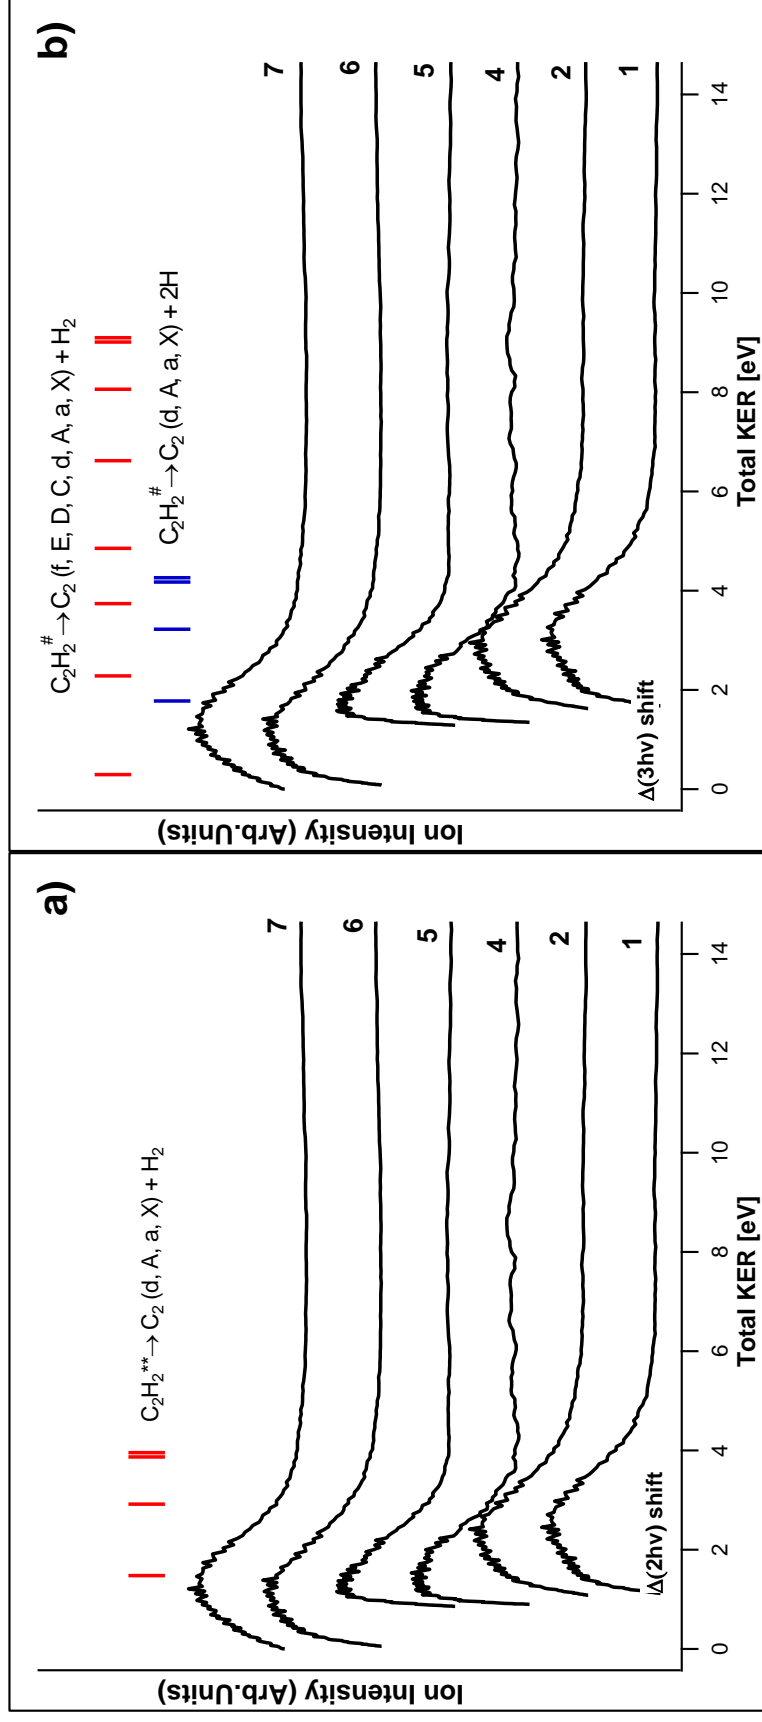 a)
C₂H₂**→C₂ (d, A, a, X) + H₂
7
6
5
4
2
1
Δ(2hν) shift
Ion Intensity (Arb.Units)
0 2 4 6 8 10 12 14
Total KER [eV]
b)
C₂H₂#→C₂ (f, E, D, C, d, A, a, X) + H₂
C₂H₂#→C₂ (d, A, a, X) + 2H
7
6
5
4
2
1
Δ(3hν) shift
Ion Intensity (Arb.Units)
0 2 4 6 8 10 12 14
Total KER [eV]